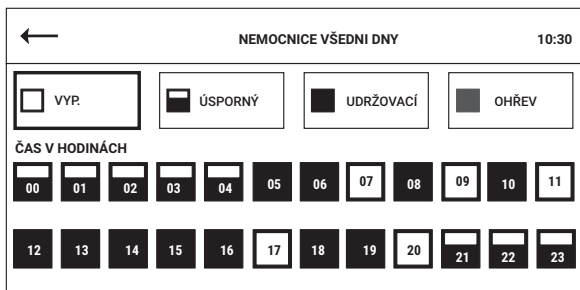 NEMOCNICE VŠEDNI DNY 10:30
VYP. ÚSPORNÝ UDRŽOVACÍ OHŘEV
ČAS V HODINÁCH
00 01 02 03 04 05 06 07 08 09 10 11
12 13 14 15 16 17 18 19 20 21 22 23